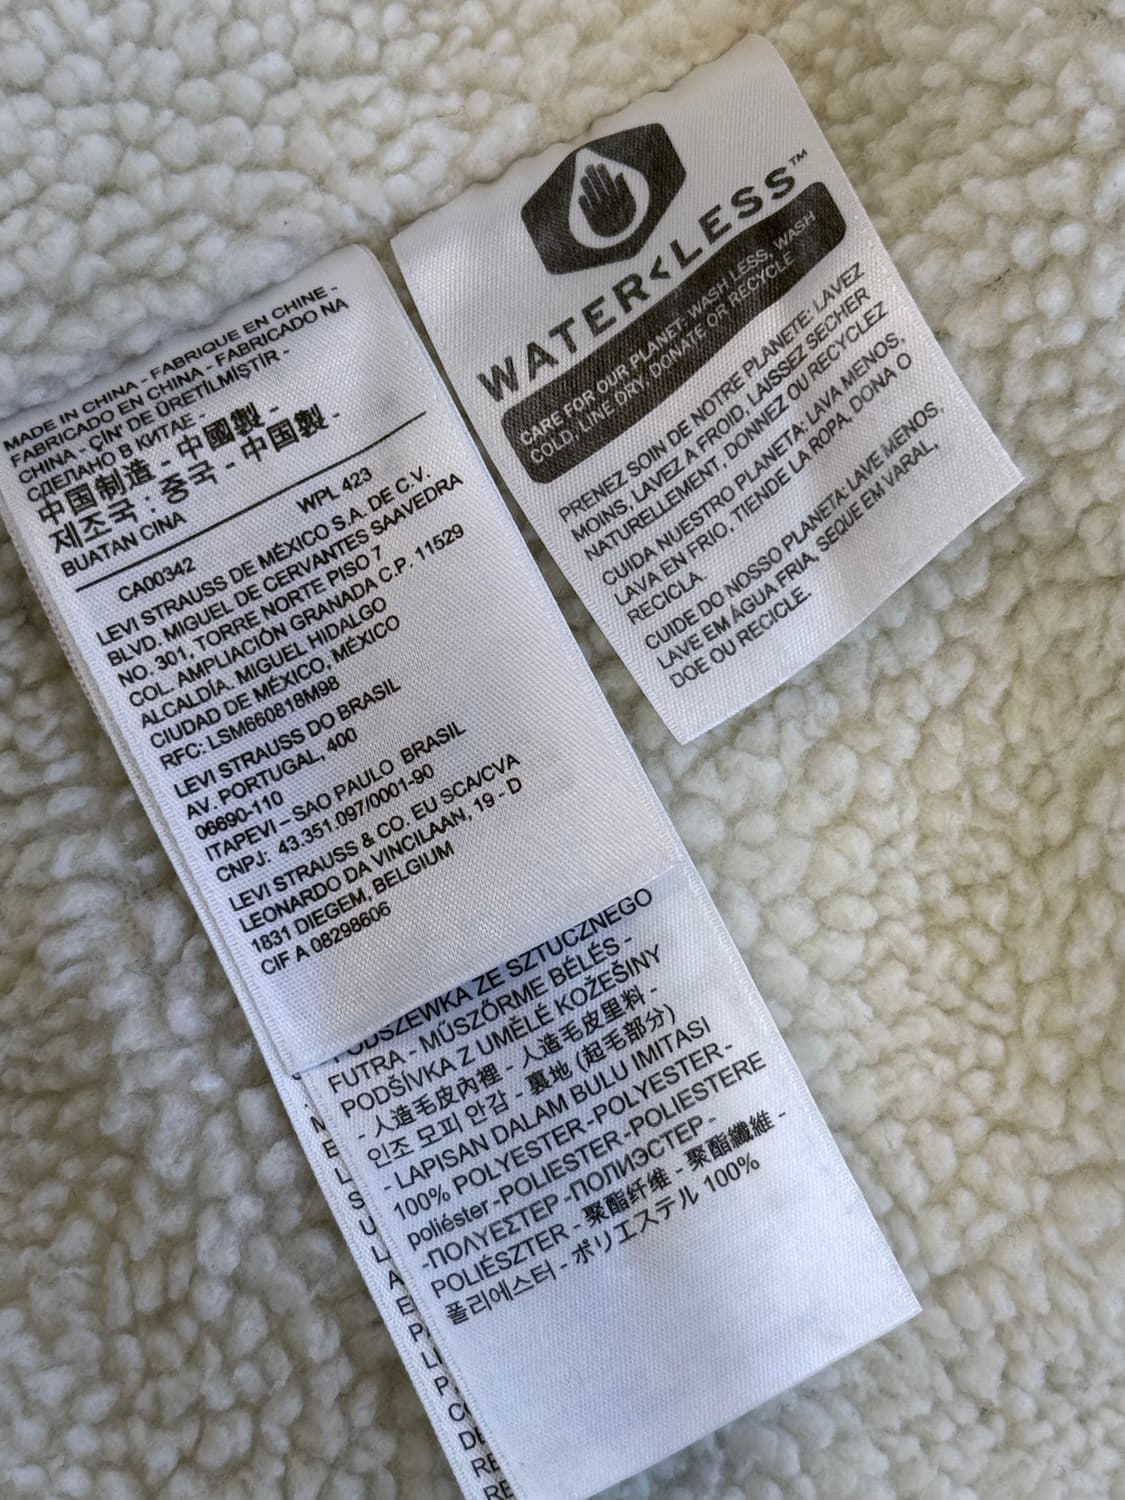 MADE IN CHINA - FABRIQUE EN CHINE -
FABRICADO EN CHINA - FABRICADO NA
CHINA - ÇIN' DE ÜRETİLMİŞTİR -
СДЕЛАНО В КИТАЕ -
中国制造 - 中國製 -
제조국 : 중국 - 中国製 -
BUATAN CINA
WPL 423
CA00342
LEVI STRAUSS DE MÉXICO S.A. DE C.V.
BLVD. MIGUEL DE CERVANTES SAAVEDRA
NO. 301, TORRE NORTE PISO 7
COL. AMPLIACIÓN GRANADA C.P. 11529
ALCALDÍA. MIGUEL HIDALGO
CIUDAD DE MÉXICO, MÉXICO
RFC: LSM660818M98
LEVI STRAUSS DO BRASIL
AV. PORTUGAL, 400
06690-110
ITAPEVI – SAO PAULO BRASIL
CNPJ: 43.351.097/0001-90
LEVI STRAUSS & CO. EU SCA/CVA
LEONARDO DA VINCILAAN, 19 - D
1831 DIEGEM, BELGIUM
CIF A 08298606
WATER<LESS™
CARE FOR OUR PLANET: WASH LESS, WASH
COLD, LINE DRY, DONATE OR RECYCLE
PRENEZ SOIN DE NOTRE PLANETE: LAVEZ
MOINS, LAVEZ A FROID, LAISSEZ SECHER
NATURELLEMENT, DONNEZ OU RECYCLEZ
CUIDA NUESTRO PLANETA: LAVA MENOS,
LAVA EN FRIO, TIENDE LA ROPA, DONA O
RECICLA.
CUIDE DO NOSSO PLANETA: LAVE MENOS,
LAVE EM ÁGUA FRIA, SEQUE EM VARAL,
DOE OU RECICLE.
PODSZEWKA ZE SZTUCZNEGO
FUTRA - MŰSZŐRME BÉLÉS -
PODŠÍVKA Z UMĚLÉ KOŽEŠINY
- 人造毛皮內裡 - 人造毛皮里料 -
인조 모피 안감 - 裏地 (起毛部分)
- LAPISAN DALAM BULU IMITASI
100% POLYESTER -POLYESTER -
poliéster -POLIESTER -POLIESTERE
-ΠΟΛΥΕΣΤΕΡ -ПОЛИЭСТЕР -
POLIÉSZTER - 聚酯纤维 - 聚酯纖維 -
폴리에스터 - ポリエステル 100%